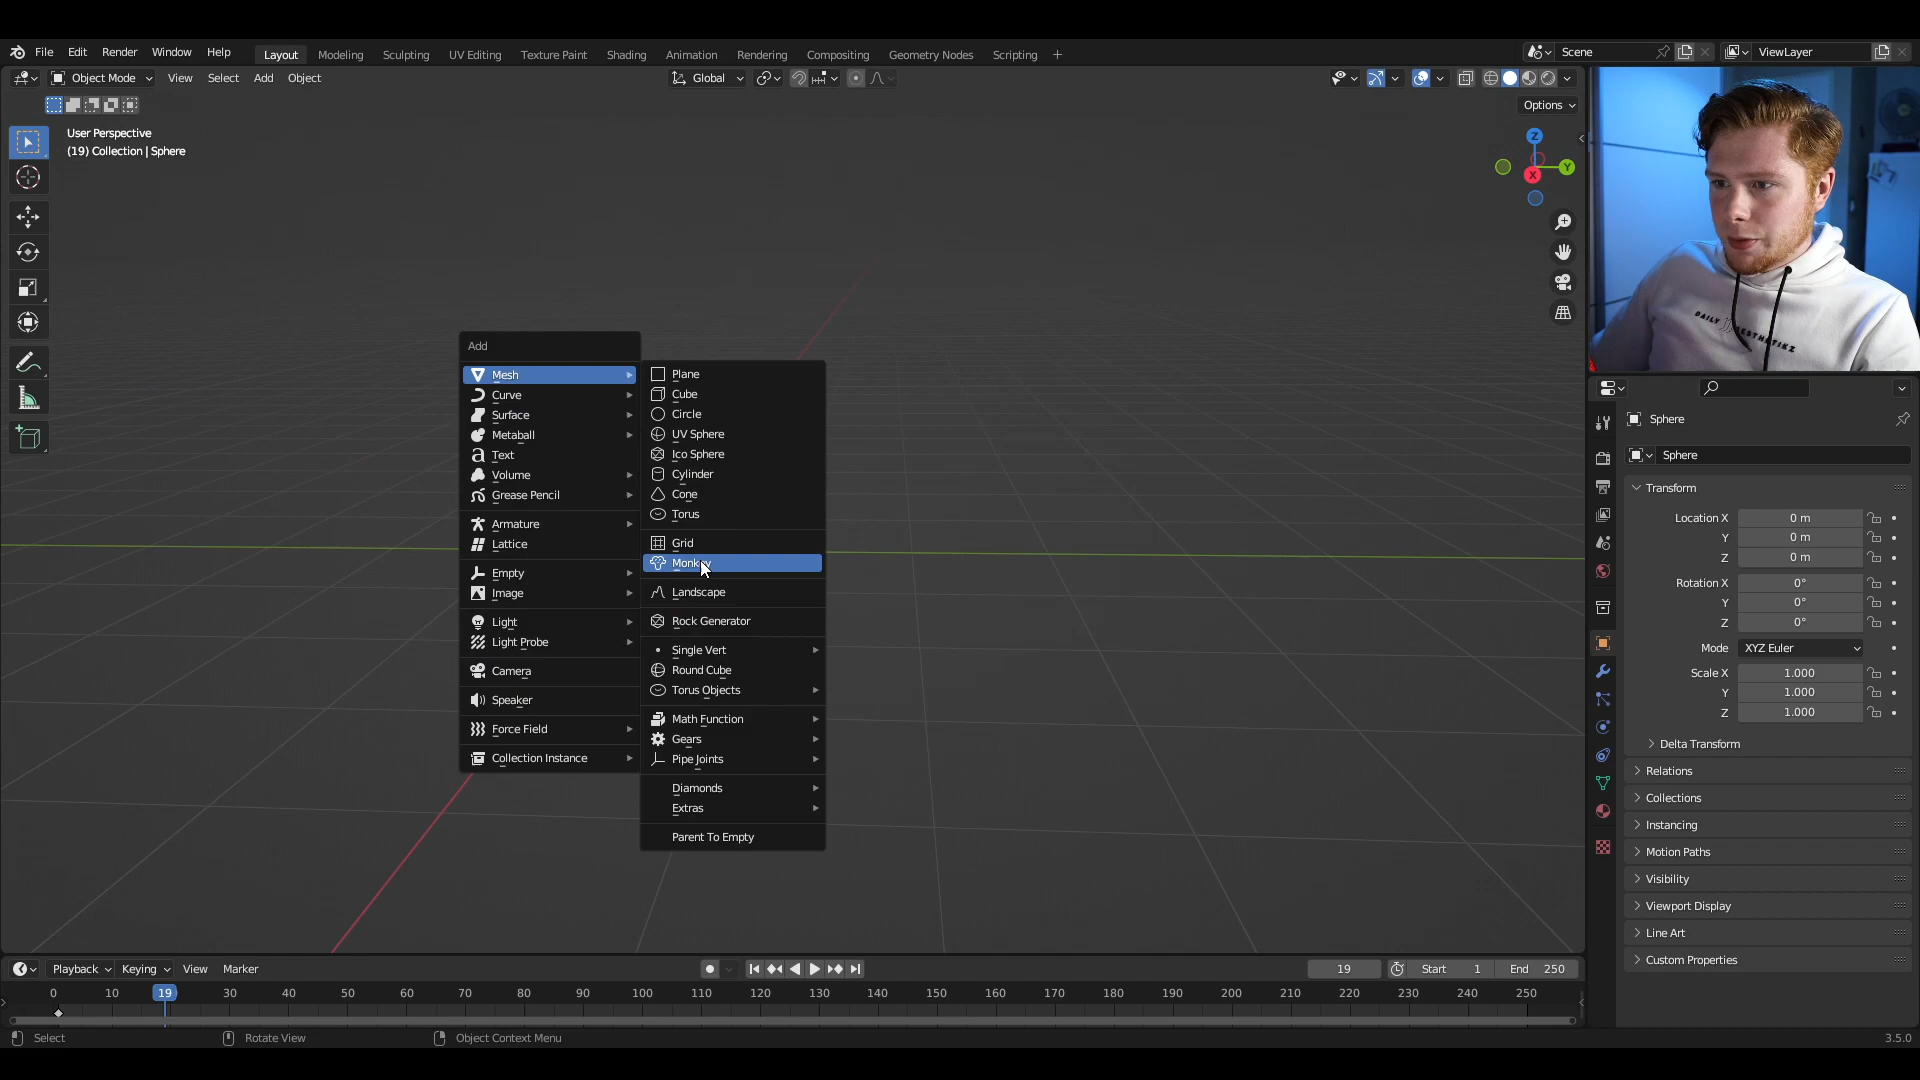 File Edit Render Window Help Layout Modeling Sculpting UV Editing Texture Paint Shading Animation Rendering Compositing Geometry Nodes Scripting + Scene ViewLayer
Object Mode View Select Add Object Global
Options
User Perspective
(19) Collection | Sphere
Z
Y
X
DAILY AESTHETIKZ
Add
Mesh
Curve
Surface
Metaball
Text
Volume
Grease Pencil
Armature
Lattice
Empty
Image
Light
Light Probe
Camera
Speaker
Force Field
Collection Instance
Plane
Cube
Circle
UV Sphere
Ico Sphere
Cylinder
Cone
Torus
Grid
Monkey
Landscape
Rock Generator
Single Vert
Round Cube
Torus Objects
Math Function
Gears
Pipe Joints
Diamonds
Extras
Parent To Empty
Sphere
Sphere
Transform
Location X 0 m
Y 0 m
Z 0 m
Rotation X 0°
Y 0°
Z 0°
Mode XYZ Euler
Scale X 1.000
Y 1.000
Z 1.000
Delta Transform
Relations
Collections
Instancing
Motion Paths
Visibility
Viewport Display
Line Art
Custom Properties
Playback Keying View Marker 19 Start 1 End 250
0 10 19 30 40 50 60 70 80 90 100 110 120 130 140 150 160 170 180 190 200 210 220 230 240 250
Select Rotate View Object Context Menu 3.5.0